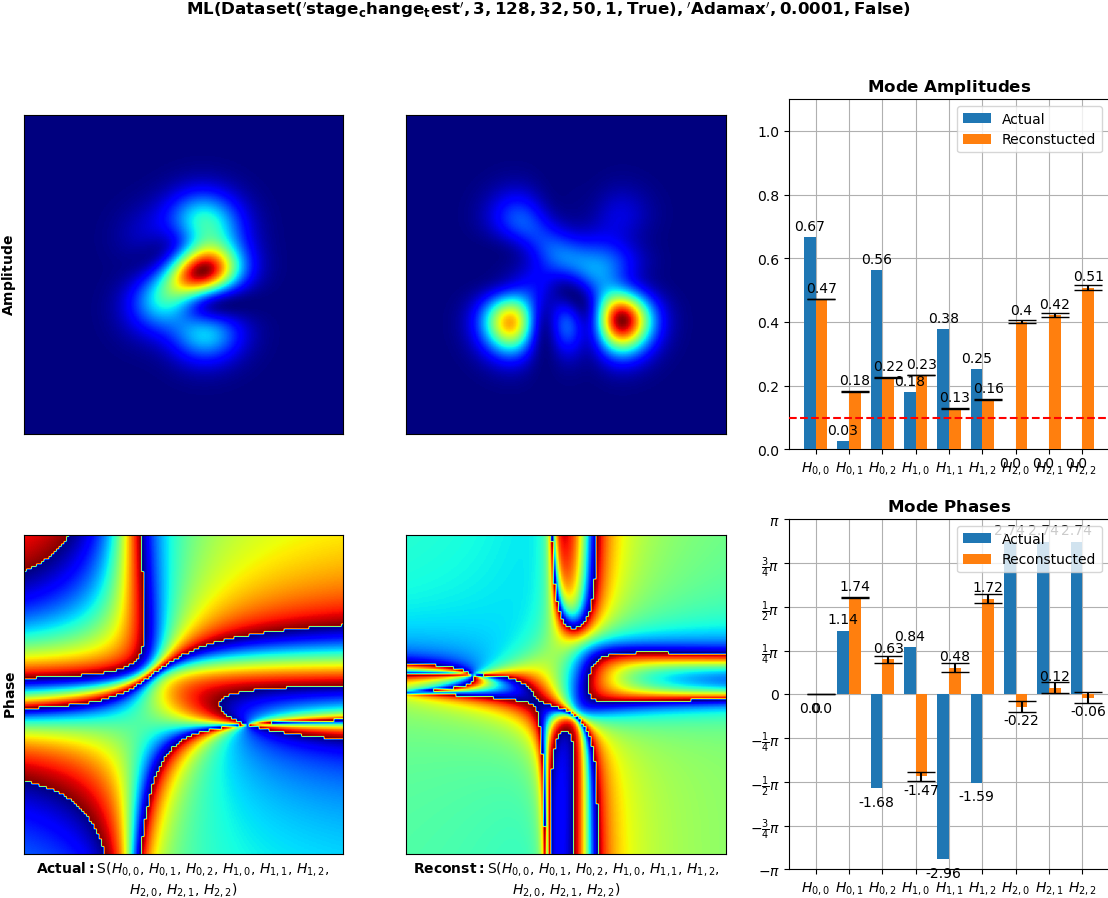 ML(Dataset('stage_change_test', 3, 128, 32, 50, 1, True), 'Adamax', 0.0001, False)
Mode Amplitudes
Actual
Reconstucted
1.0
0.8
0.6
0.4
0.2
0.0
0.67
0.47
0.03
0.18
0.56
0.22
0.18
0.23
0.38
0.13
0.25
0.16
0.0
0.4
0.0
0.42
0.0
0.51
H0,0 H0,1 H0,2 H1,0 H1,1 H1,2 H2,0 H2,1 H2,2
Amplitude
Mode Phases
Actual
Reconstucted
π
3/4π
1/2π
1/4π
0
−1/4π
−1/2π
−3/4π
−π
0.0
0.0
1.14
1.74
-1.68
0.63
0.84
-1.47
-2.96
0.48
-1.59
1.72
2.74
-0.22
2.74
0.12
2.74
-0.06
H0,0 H0,1 H0,2 H1,0 H1,1 H1,2 H2,0 H2,1 H2,2
Phase
Actual: S(H0,0, H0,1, H0,2, H1,0, H1,1, H1,2,
H2,0, H2,1, H2,2)
Reconst: S(H0,0, H0,1, H0,2, H1,0, H1,1, H1,2,
H2,0, H2,1, H2,2)